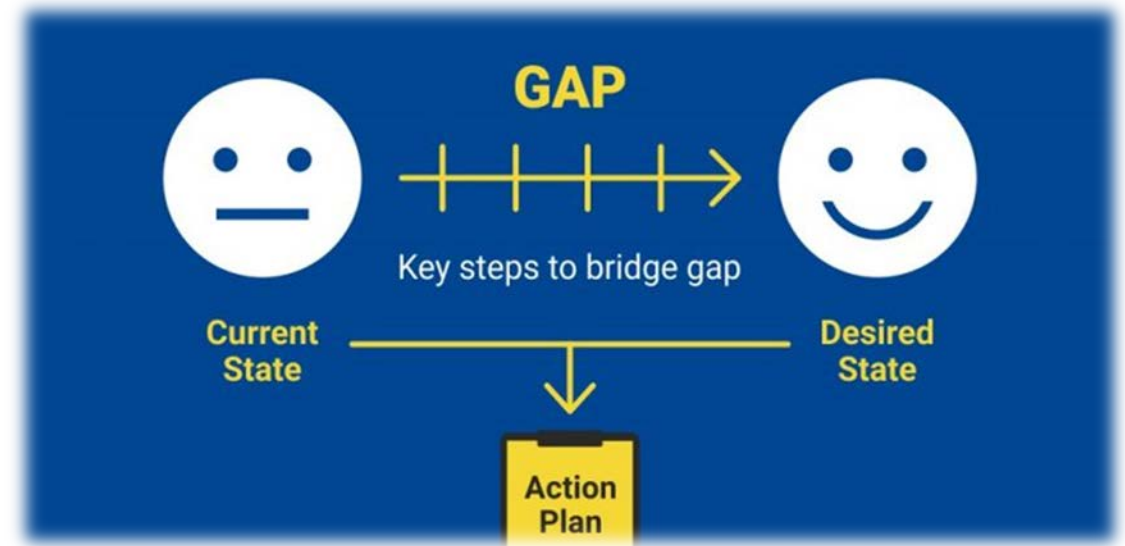 GAP
Key steps to bridge gap
Current
State
Desired
State
Action
Plan